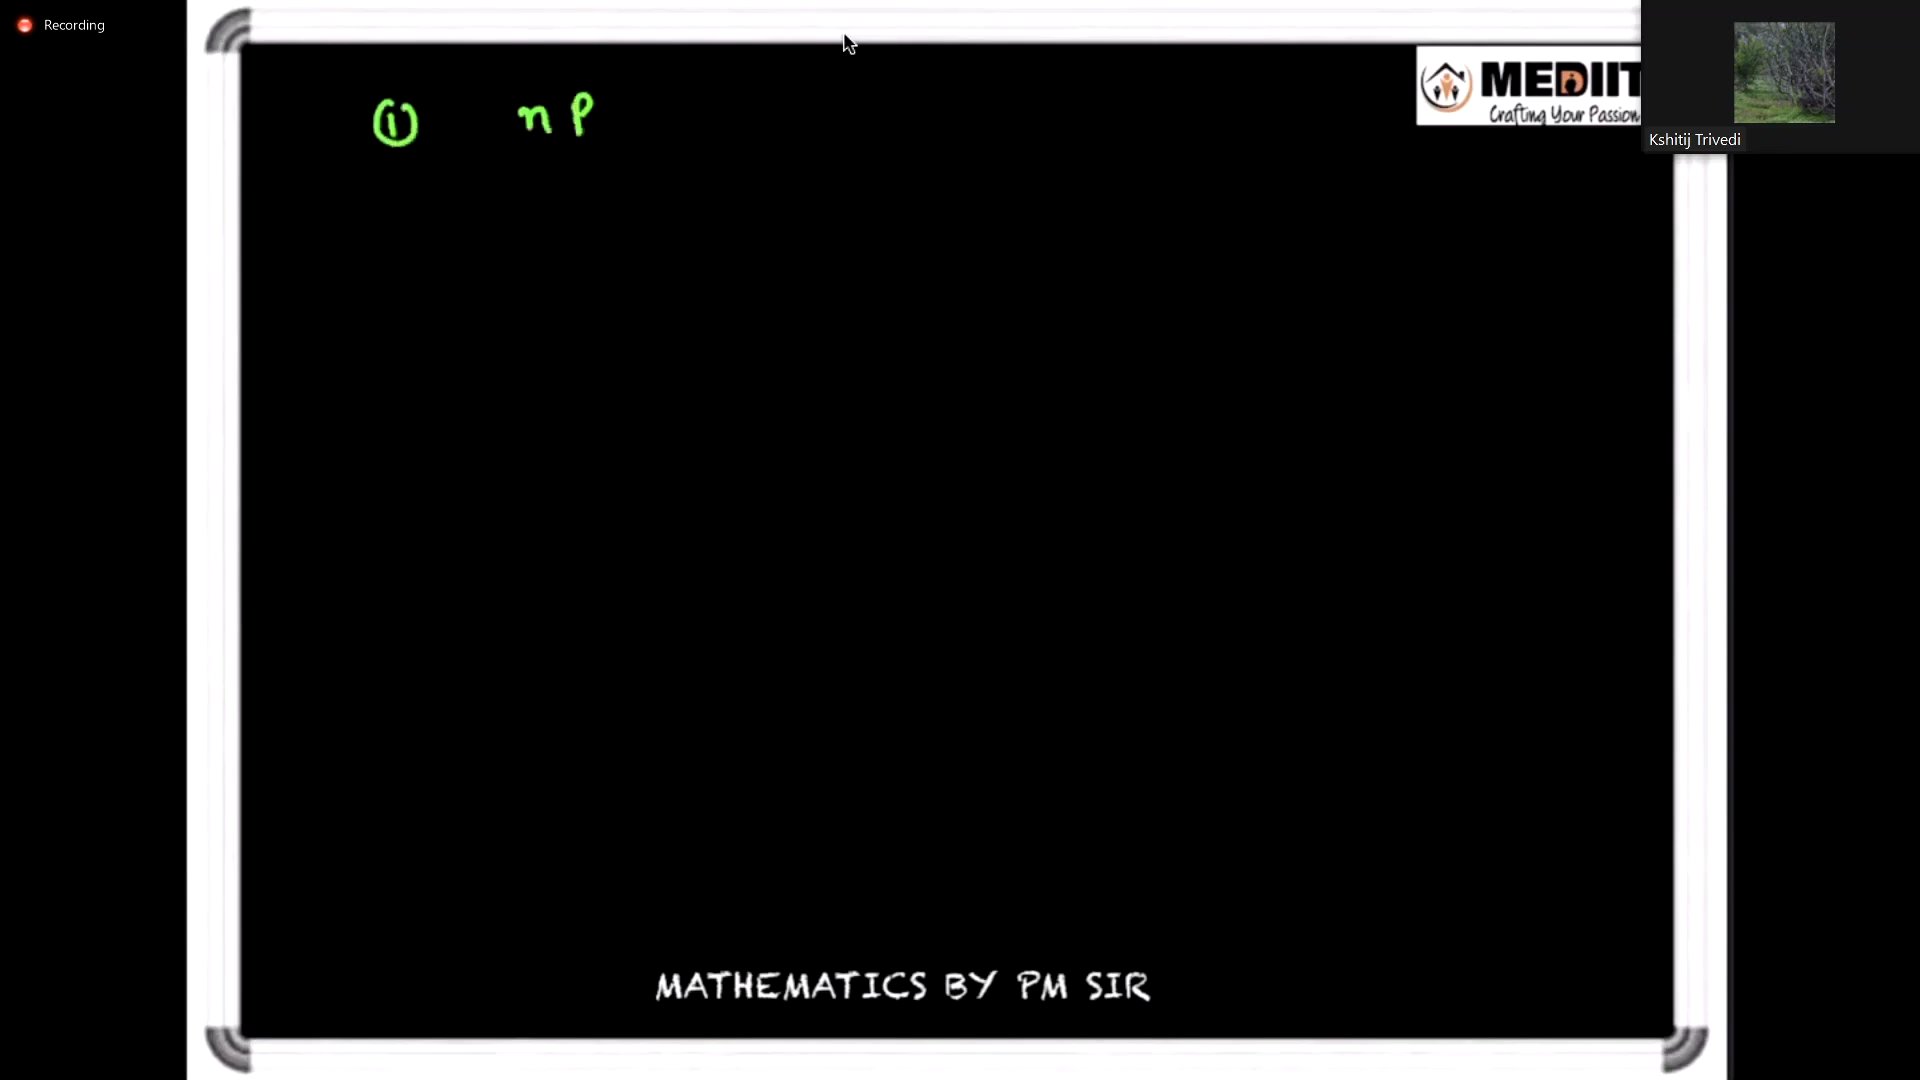 Recording
MEDIIT
Crafting Your Passion
Kshitij Trivedi
① n p
MATHEMATICS BY PM SIR